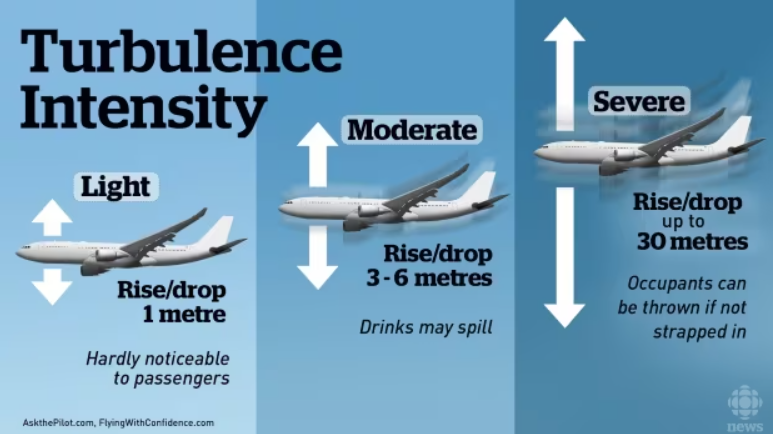 Turbulence
Intensity
Light
Rise/drop
1 metre
Hardly noticeable
to passengers
Moderate
Rise/drop
3-6 metres
Drinks may spill
Severe
Rise/drop
up to
30 metres
Occupants can
be thrown if not
strapped in
AskthePilot.com, FlyingWithConfidence.com
news